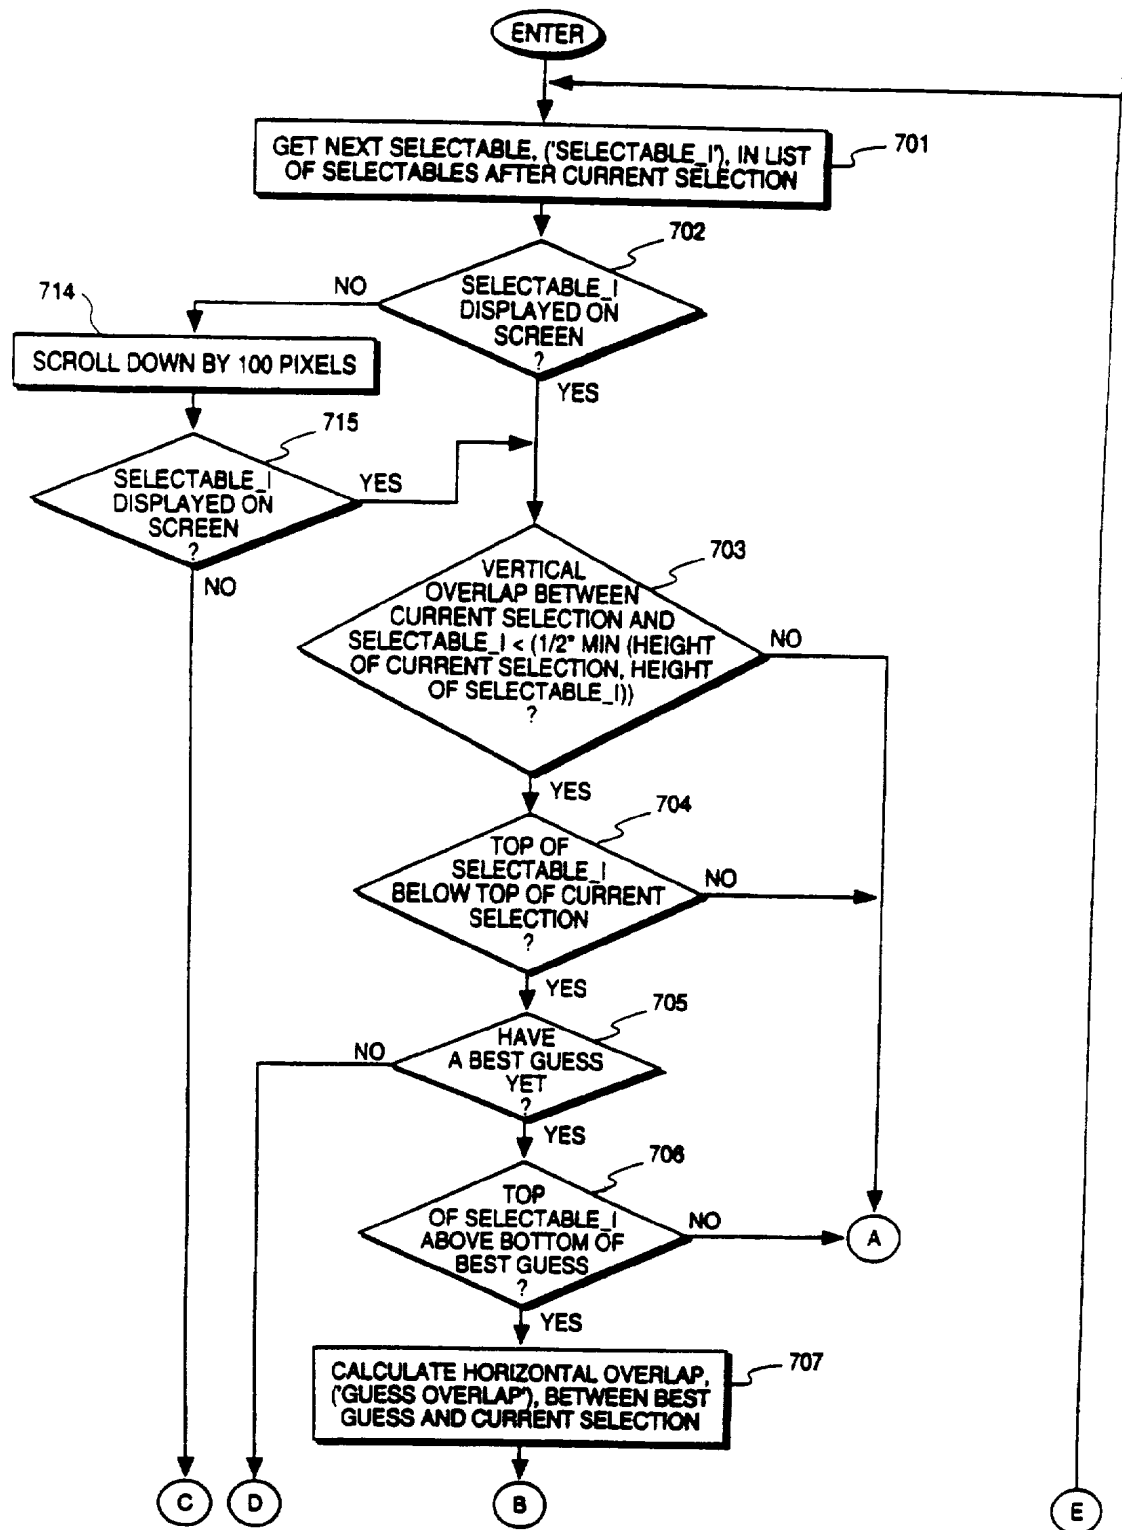 ENTER
GET NEXT SELECTABLE, ('SELECTABLE_I'), IN LIST
OF SELECTABLES AFTER CURRENT SELECTION
701
702
SELECTABLE_I
DISPLAYED ON
SCREEN
?
NO
YES
714
SCROLL DOWN BY 100 PIXELS
715
SELECTABLE_I
DISPLAYED ON
SCREEN
?
YES
NO
703
VERTICAL
OVERLAP BETWEEN
CURRENT SELECTION AND
SELECTABLE_I < (1/2* MIN (HEIGHT
OF CURRENT SELECTION, HEIGHT
OF SELECTABLE_I))
?
NO
YES
704
TOP OF
SELECTABLE_I
BELOW TOP OF CURRENT
SELECTION
?
NO
YES
705
HAVE
A BEST GUESS
YET
?
NO
YES
706
TOP
OF SELECTABLE_I
ABOVE BOTTOM OF
BEST GUESS
?
NO
A
YES
707
CALCULATE HORIZONTAL OVERLAP,
('GUESS OVERLAP'), BETWEEN BEST
GUESS AND CURRENT SELECTION
C
D
B
E